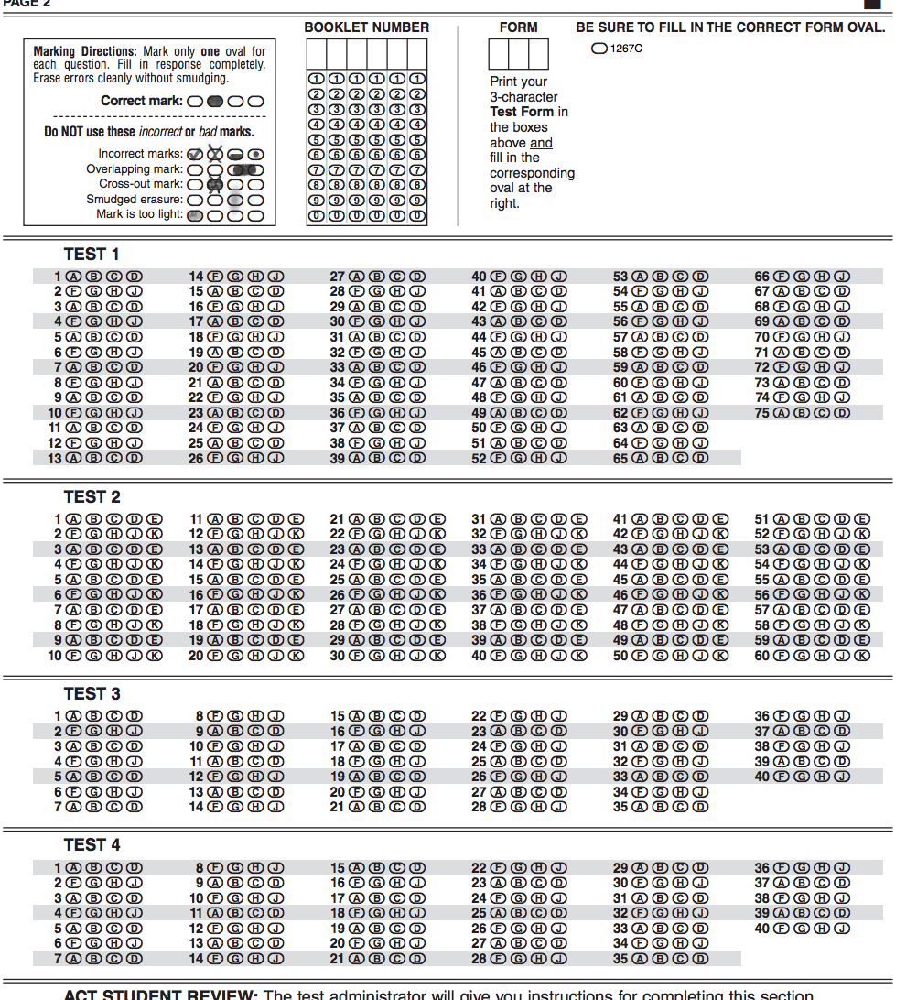 PAGE 2
BOOKLET NUMBER
FORM
BE SURE TO FILL IN THE CORRECT FORM OVAL.
1267C
Marking Directions: Mark only one oval for
each question. Fill in response completely.
Erase errors cleanly without smudging.
Correct mark:
Do NOT use these incorrect or bad marks.
Incorrect marks:
Overlapping mark:
Cross-out mark:
Smudged erasure:
Mark is too light:
1 1 1 1 1 1
2 2 2 2 2 2
3 3 3 3 3 3
4 4 4 4 4 4
5 5 5 5 5 5
6 6 6 6 6 6
7 7 7 7 7 7
8 8 8 8 8 8
9 9 9 9 9 9
0 0 0 0 0 0
Print your
3-character
Test Form in
the boxes
above and
fill in the
corresponding
oval at the
right.
TEST 1
1 A B C D 14 F G H J 27 A B C D 40 F G H J 53 A B C D 66 F G H J
2 F G H J 15 A B C D 28 F G H J 41 A B C D 54 F G H J 67 A B C D
3 A B C D 16 F G H J 29 A B C D 42 F G H J 55 A B C D 68 F G H J
4 F G H J 17 A B C D 30 F G H J 43 A B C D 56 F G H J 69 A B C D
5 A B C D 18 F G H J 31 A B C D 44 F G H J 57 A B C D 70 F G H J
6 F G H J 19 A B C D 32 F G H J 45 A B C D 58 F G H J 71 A B C D
7 A B C D 20 F G H J 33 A B C D 46 F G H J 59 A B C D 72 F G H J
8 F G H J 21 A B C D 34 F G H J 47 A B C D 60 F G H J 73 A B C D
9 A B C D 22 F G H J 35 A B C D 48 F G H J 61 A B C D 74 F G H J
10 F G H J 23 A B C D 36 F G H J 49 A B C D 62 F G H J 75 A B C D
11 A B C D 24 F G H J 37 A B C D 50 F G H J 63 A B C D
12 F G H J 25 A B C D 38 F G H J 51 A B C D 64 F G H J
13 A B C D 26 F G H J 39 A B C D 52 F G H J 65 A B C D
TEST 2
1 A B C D E 11 A B C D E 21 A B C D E 31 A B C D E 41 A B C D E 51 A B C D E
2 F G H J K 12 F G H J K 22 F G H J K 32 F G H J K 42 F G H J K 52 F G H J K
3 A B C D E 13 A B C D E 23 A B C D E 33 A B C D E 43 A B C D E 53 A B C D E
4 F G H J K 14 F G H J K 24 F G H J K 34 F G H J K 44 F G H J K 54 F G H J K
5 A B C D E 15 A B C D E 25 A B C D E 35 A B C D E 45 A B C D E 55 A B C D E
6 F G H J K 16 F G H J K 26 F G H J K 36 F G H J K 46 F G H J K 56 F G H J K
7 A B C D E 17 A B C D E 27 A B C D E 37 A B C D E 47 A B C D E 57 A B C D E
8 F G H J K 18 F G H J K 28 F G H J K 38 F G H J K 48 F G H J K 58 F G H J K
9 A B C D E 19 A B C D E 29 A B C D E 39 A B C D E 49 A B C D E 59 A B C D E
10 F G H J K 20 F G H J K 30 F G H J K 40 F G H J K 50 F G H J K 60 F G H J K
TEST 3
1 A B C D 8 F G H J 15 A B C D 22 F G H J 29 A B C D 36 F G H J
2 F G H J 9 A B C D 16 F G H J 23 A B C D 30 F G H J 37 A B C D
3 A B C D 10 F G H J 17 A B C D 24 F G H J 31 A B C D 38 F G H J
4 F G H J 11 A B C D 18 F G H J 25 A B C D 32 F G H J 39 A B C D
5 A B C D 12 F G H J 19 A B C D 26 F G H J 33 A B C D 40 F G H J
6 F G H J 13 A B C D 20 F G H J 27 A B C D 34 F G H J
7 A B C D 14 F G H J 21 A B C D 28 F G H J 35 A B C D
TEST 4
1 A B C D 8 F G H J 15 A B C D 22 F G H J 29 A B C D 36 F G H J
2 F G H J 9 A B C D 16 F G H J 23 A B C D 30 F G H J 37 A B C D
3 A B C D 10 F G H J 17 A B C D 24 F G H J 31 A B C D 38 F G H J
4 F G H J 11 A B C D 18 F G H J 25 A B C D 32 F G H J 39 A B C D
5 A B C D 12 F G H J 19 A B C D 26 F G H J 33 A B C D 40 F G H J
6 F G H J 13 A B C D 20 F G H J 27 A B C D 34 F G H J
7 A B C D 14 F G H J 21 A B C D 28 F G H J 35 A B C D
ACT STUDENT REVIEW: The test administrator will give you instructions for completing this section.